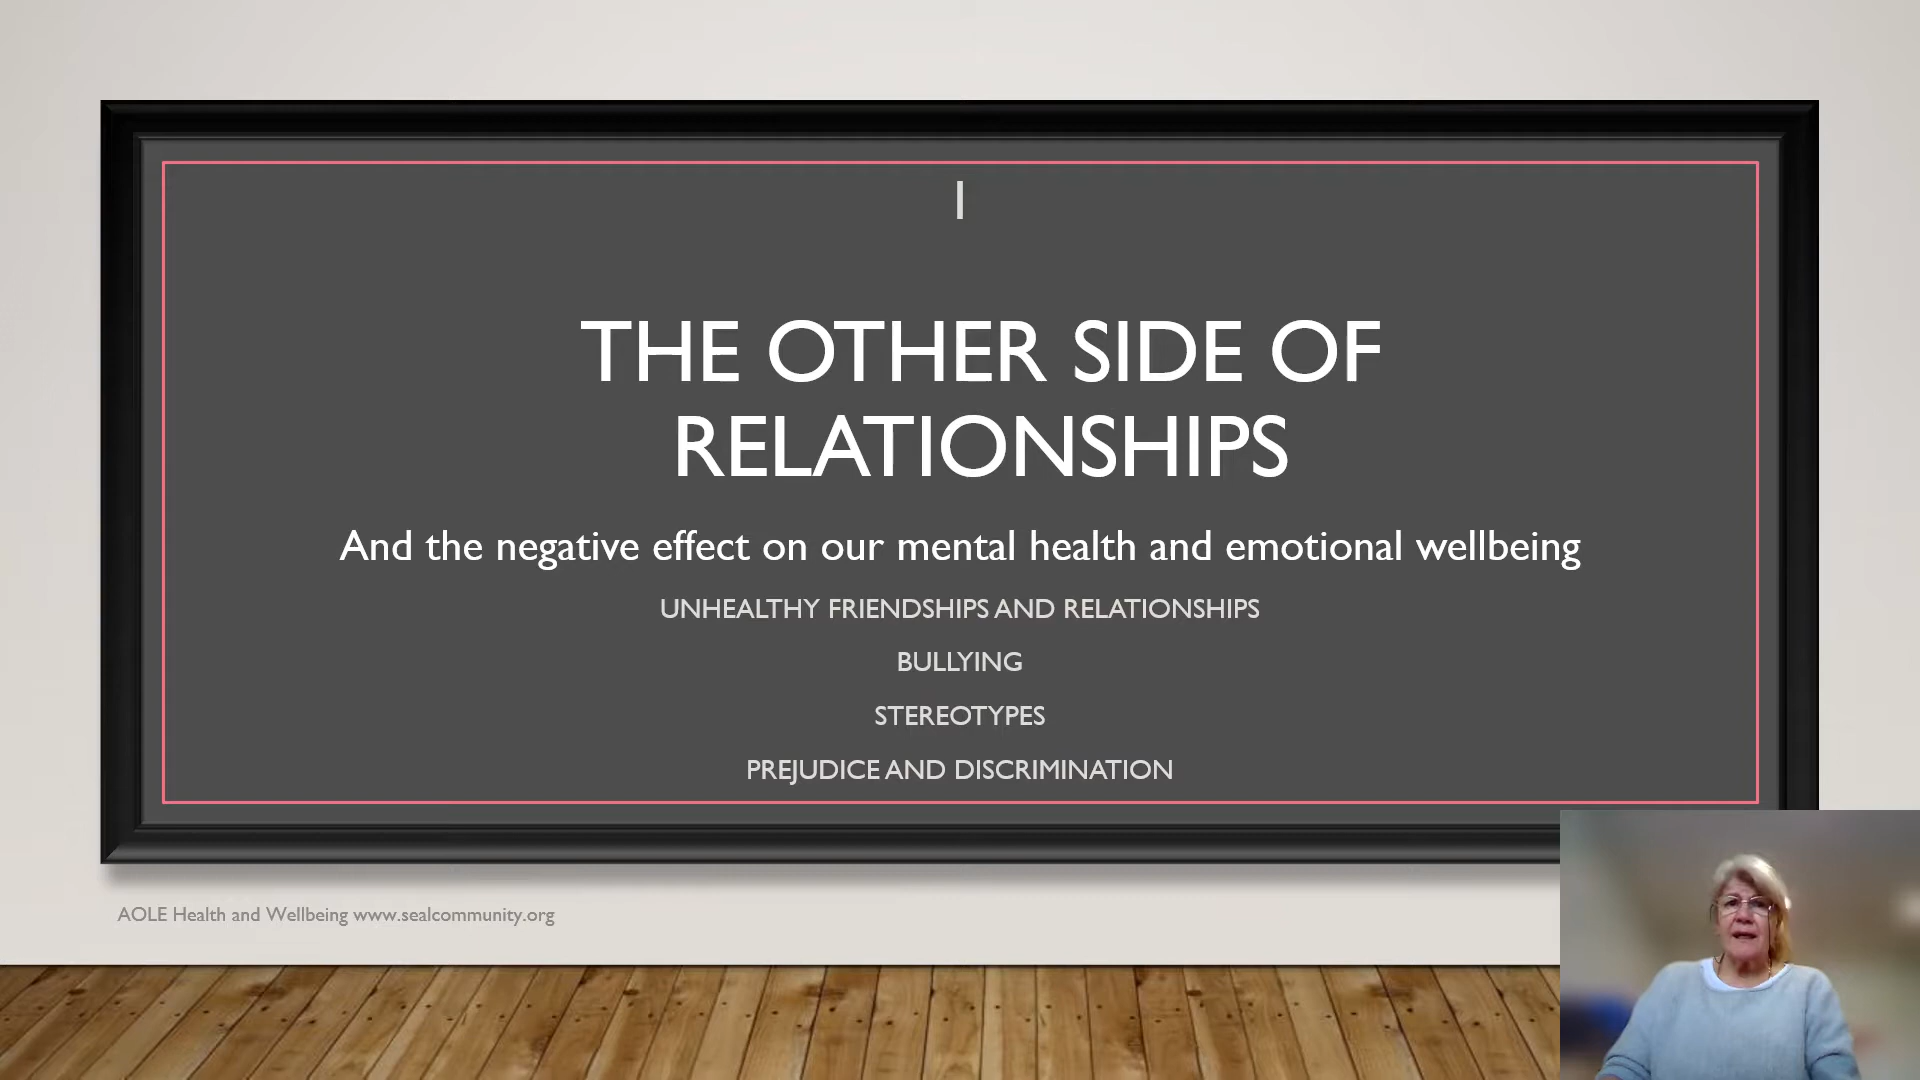 I
THE OTHER SIDE OF
RELATIONSHIPS
And the negative effect on our mental health and emotional wellbeing
UNHEALTHY FRIENDSHIPS AND RELATIONSHIPS
BULLYING
STEREOTYPES
PREJUDICE AND DISCRIMINATION
AOLE Health and Wellbeing www.sealcommunity.org